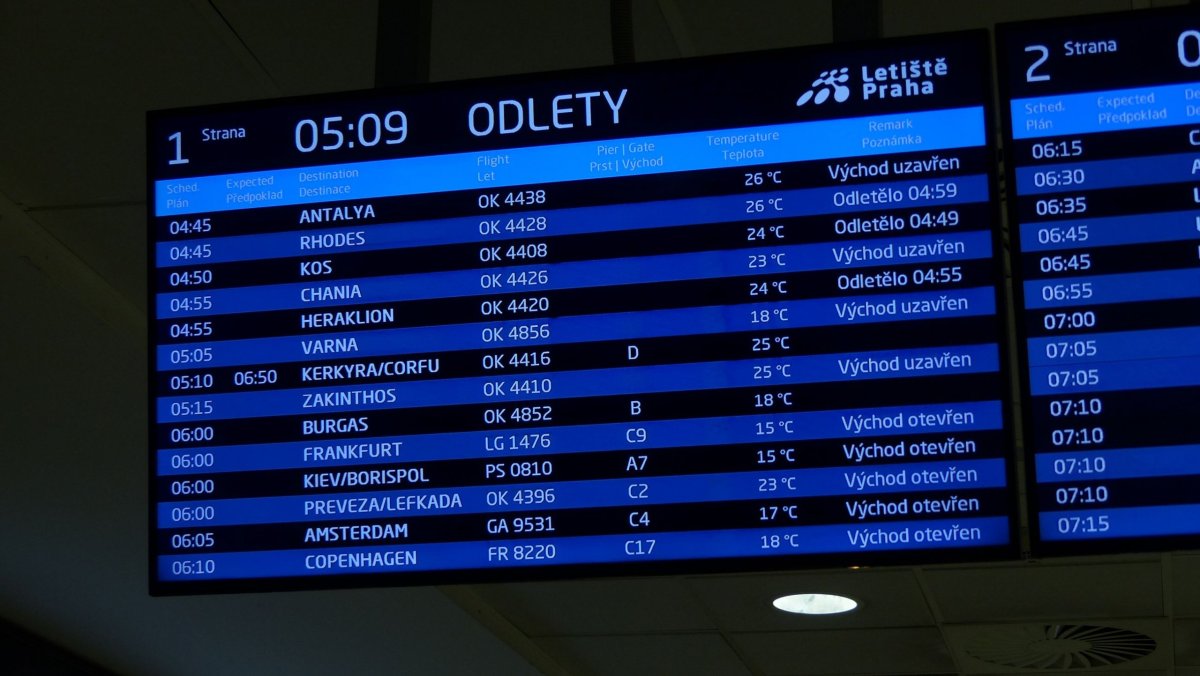 1 Strana 05:09 ODLETY Letiště Praha
Sched. Expected Destination Flight Pier | Gate Temperature Remark
Plán Předpoklad Destinace Let Prst | Východ Teplota Poznámka
04:45 ANTALYA OK 4438 26 °C Východ uzavřen
04:45 RHODES OK 4428 26 °C Odletělo 04:59
04:50 KOS OK 4408 24 °C Odletělo 04:49
04:55 CHANIA OK 4426 23 °C Východ uzavřen
04:55 HERAKLION OK 4420 24 °C Odletělo 04:55
05:05 VARNA OK 4856 18 °C Východ uzavřen
05:10 06:50 KERKYRA/CORFU OK 4416 D 25 °C
05:15 ZAKINTHOS OK 4410 25 °C Východ uzavřen
06:00 BURGAS OK 4852 B 18 °C
06:00 FRANKFURT LG 1476 C9 15 °C Východ otevřen
06:00 KIEV/BORISPOL PS 0810 A7 15 °C Východ otevřen
06:00 PREVEZA/LEFKADA OK 4396 C2 23 °C Východ otevřen
06:05 AMSTERDAM GA 9531 C4 17 °C Východ otevřen
06:10 COPENHAGEN FR 8220 C17 18 °C Východ otevřen
2 Strana
Sched. Expected
Plán Předpoklad
06:15
06:30
06:35
06:45
06:45
06:55
07:00
07:05
07:05
07:10
07:10
07:10
07:10
07:15